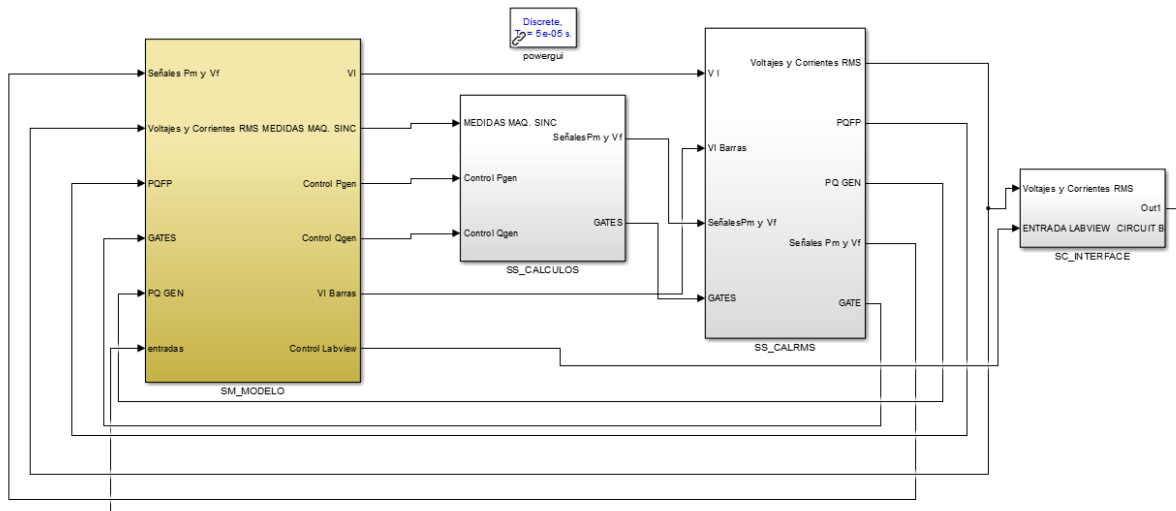 Discrete,
Ts = 5e-05 s.
powergui
Señales Pm y Vf
VI
Voltajes y Corrientes RMS
MEDIDAS MAQ. SINC
PQFP
Control Pgen
GATES
Control Qgen
PQ GEN
VI Barras
entradas
Control Labview
SM_MODELO
MEDIDAS MAQ. SINC
SeñalesPm y Vf
Control Pgen
GATES
Control Qgen
SS_CALCULOS
V I
Voltajes y Corrientes RMS
PQFP
VI Barras
PQ GEN
SeñalesPm y Vf
Señales Pm y Vf
GATES
GATE
SS_CALRMS
Voltajes y Corrientes RMS
Out1
ENTRADA LABVIEW CIRCUIT B
SC_INTERFACE